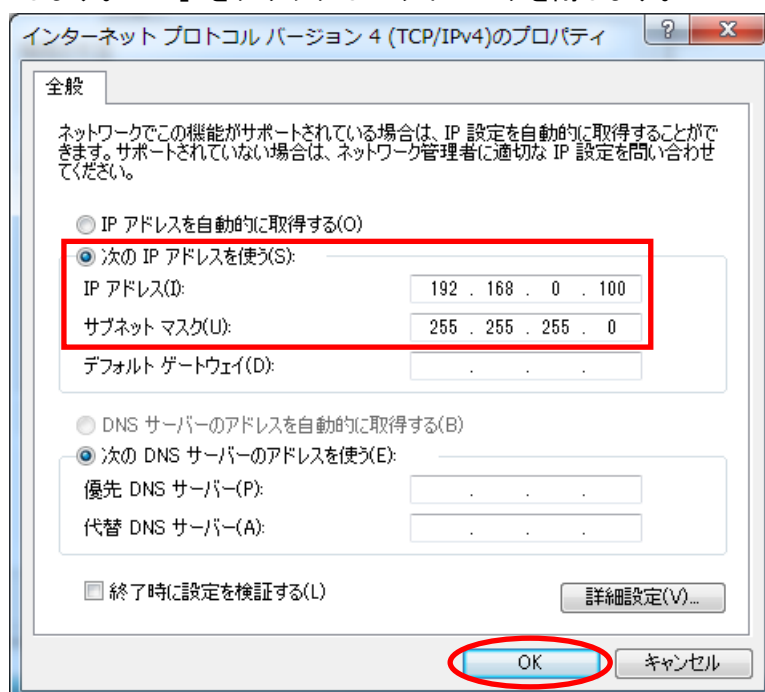 インターネット プロトコル バージョン 4 (TCP/IPv4)のプロパティ
全般
ネットワークでこの機能がサポートされている場合は、IP 設定を自動的に取得することがで
きます。サポートされていない場合は、ネットワーク管理者に適切な IP 設定を問い合わせ
てください。
IP アドレスを自動的に取得する(O)
次の IP アドレスを使う(S):
IP アドレス(I): 192 . 168 . 0 . 100
サブネット マスク(U): 255 . 255 . 255 . 0
デフォルト ゲートウェイ(D): . . .
DNS サーバーのアドレスを自動的に取得する(B)
次の DNS サーバーのアドレスを使う(E):
優先 DNS サーバー(P): . . .
代替 DNS サーバー(A): . . .
終了時に設定を検証する(L)
詳細設定(V)...
OK キャンセル